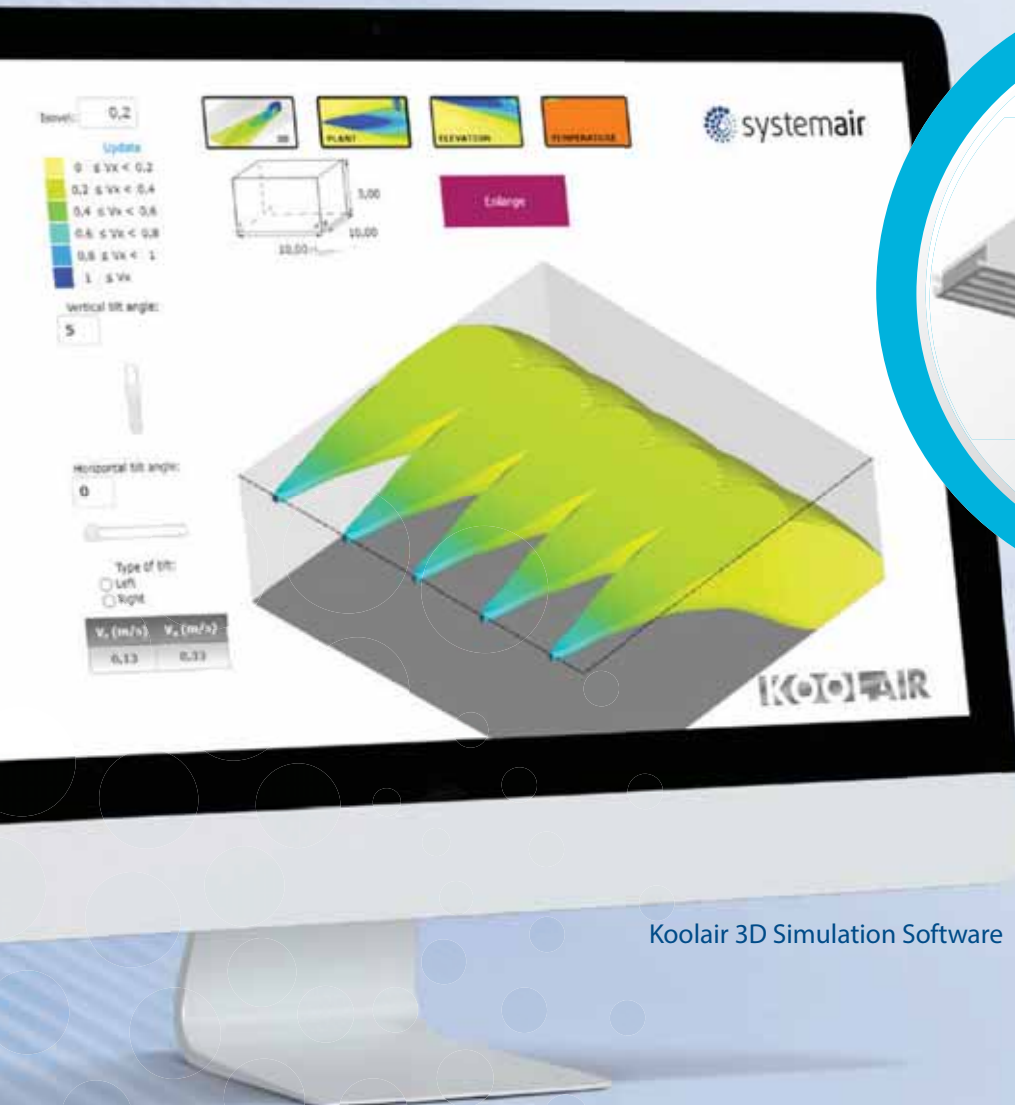 Isovel: 0,2
Update
0 ≤ Vx < 0.2
0.2 ≤ Vx < 0.4
0.4 ≤ Vx < 0.6
0.6 ≤ Vx < 0.8
0.8 ≤ Vx < 1
1 ≤ Vx
3D
PLANT
ELEVATION
TEMPERATURE
systemair
3,00
10,00
10,00
Enlarge
Vertical tilt angle:
5
Horizontal tilt angle:
0
Type of tilt:
Left
Right
(m/s) (m/s)
0,13 0,33
KOOLAIR
Koolair 3D Simulation Software